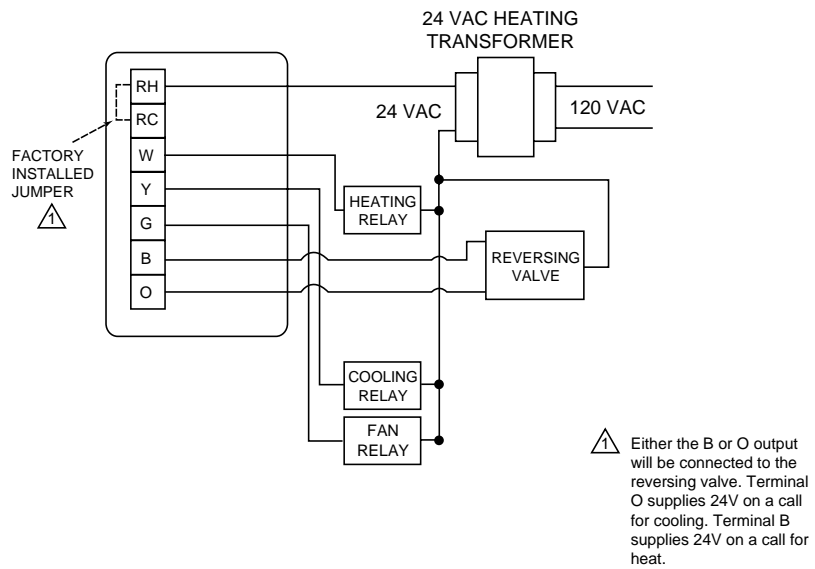 24 VAC HEATING
TRANSFORMER
RH
RC
W
Y
G
B
O
24 VAC
120 VAC
FACTORY
INSTALLED
JUMPER
1
HEATING
RELAY
REVERSING
VALVE
COOLING
RELAY
FAN
RELAY
1 Either the B or O output
will be connected to the
reversing valve. Terminal
O supplies 24V on a call
for cooling. Terminal B
supplies 24V on a call for
heat.